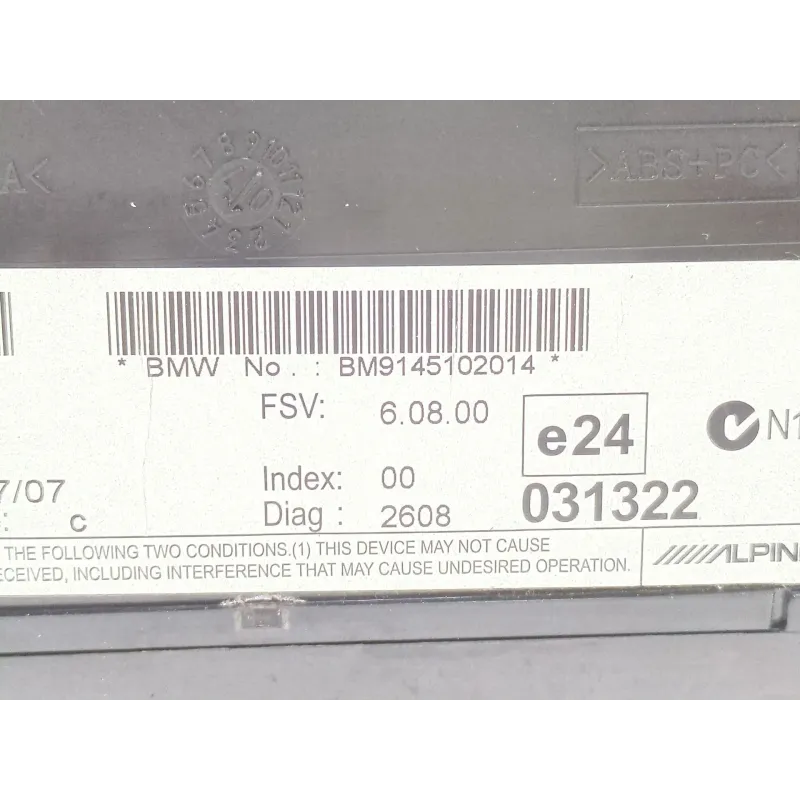 A<
>ABS+PC<
* BMW No. : BM9145102014 *
FSV: 6.08.00
e24
N1
7/07
Index: 00
031322
: c
Diag : 2608
THE FOLLOWING TWO CONDITIONS.(1) THIS DEVICE MAY NOT CAUSE
ECEIVED, INCLUDING INTERFERENCE THAT MAY CAUSE UNDESIRED OPERATION.
ALPIN